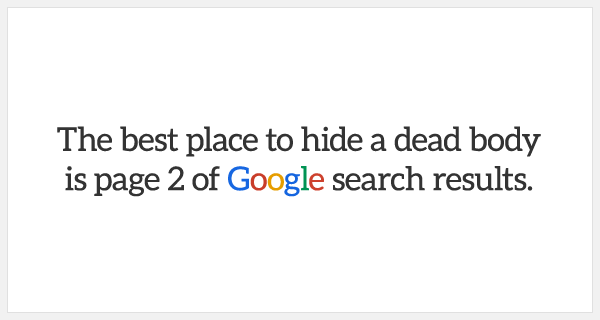 The best place to hide a dead body
is page 2 of Google search results.